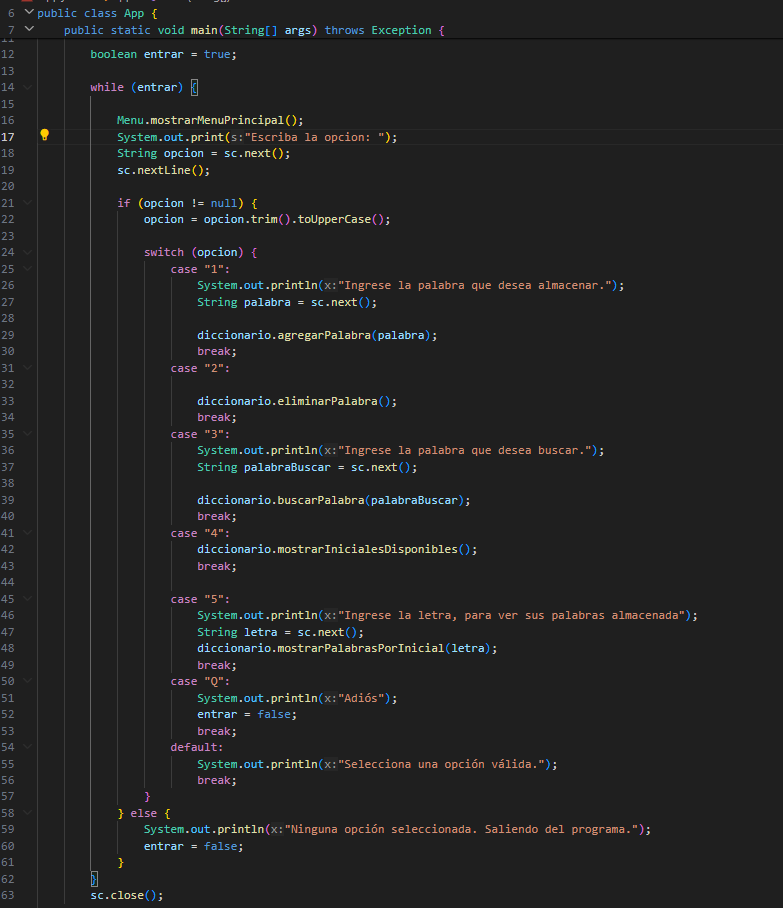 6 public class App {
7 public static void main(String[] args) throws Exception {
12 boolean entrar = true;
13
14 while (entrar) {
15
16 Menu.mostrarMenuPrincipal();
17 System.out.print(s:"Escriba la opcion: ");
18 String opcion = sc.next();
19 sc.nextLine();
20
21 if (opcion != null) {
22 opcion = opcion.trim().toUpperCase();
23
24 switch (opcion) {
25 case "1":
26 System.out.println(x:"Ingrese la palabra que desea almacenar.");
27 String palabra = sc.next();
28
29 diccionario.agregarPalabra(palabra);
30 break;
31 case "2":
32
33 diccionario.eliminarPalabra();
34 break;
35 case "3":
36 System.out.println(x:"Ingrese la palabra que desea buscar.");
37 String palabraBuscar = sc.next();
38
39 diccionario.buscarPalabra(palabraBuscar);
40 break;
41 case "4":
42 diccionario.mostrarInicialesDisponibles();
43 break;
44
45 case "5":
46 System.out.println(x:"Ingrese la letra, para ver sus palabras almacenada");
47 String letra = sc.next();
48 diccionario.mostrarPalabrasPorInicial(letra);
49 break;
50 case "Q":
51 System.out.println(x:"Adiós");
52 entrar = false;
53 break;
54 default:
55 System.out.println(x:"Selecciona una opción válida.");
56 break;
57 }
58 } else {
59 System.out.println(x:"Ninguna opción seleccionada. Saliendo del programa.");
60 entrar = false;
61 }
62 }
63 sc.close();